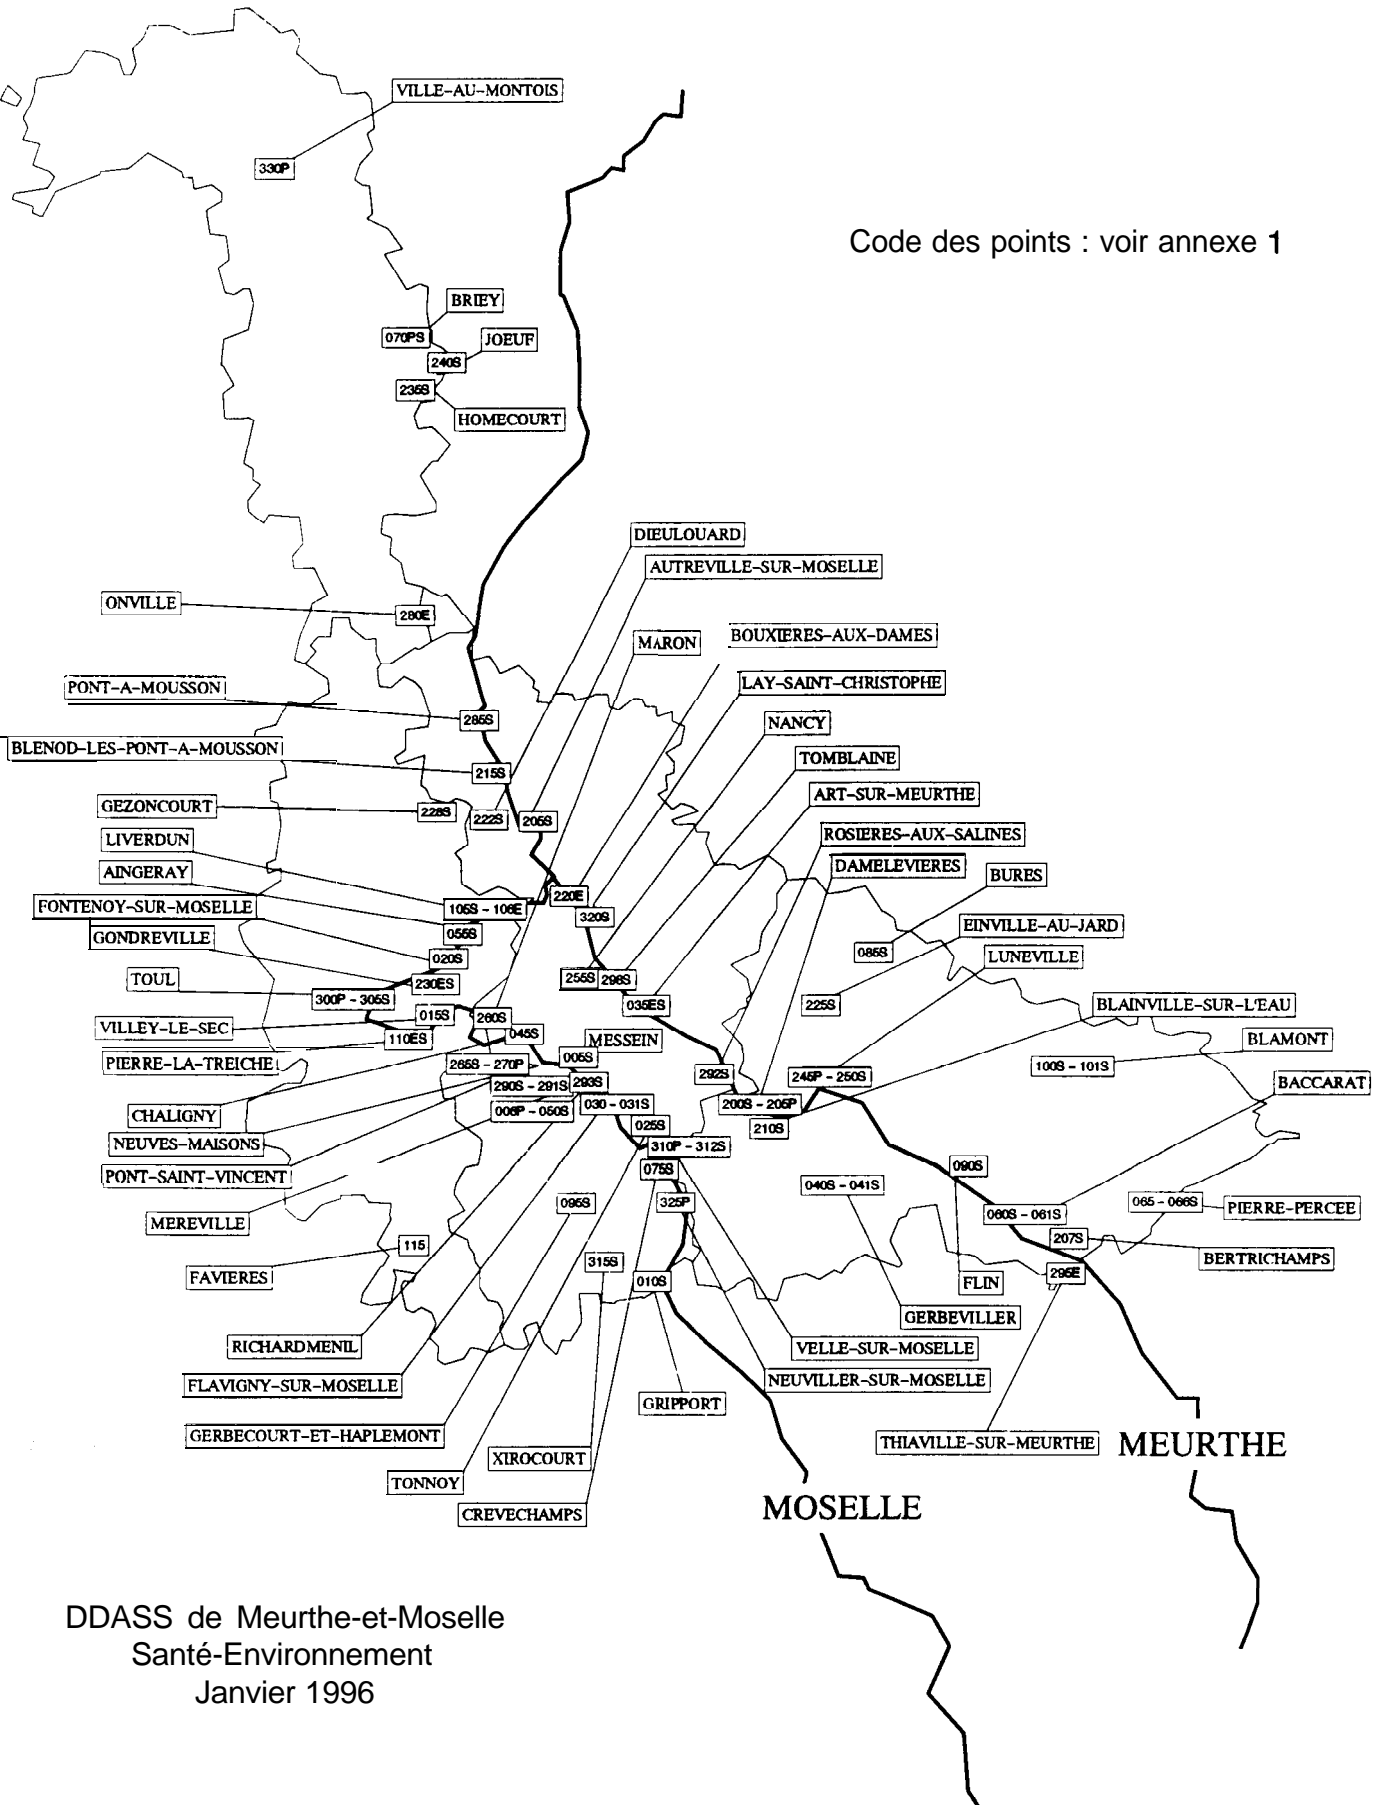 VILLE-AU-MONTOIS
330P
Code des points : voir annexe 1
BRIEY
070PS
JOEUF
240S
235S
HOMECOURT
DIEULOUARD
AUTREVILLE-SUR-MOSELLE
ONVILLE
280E
MARON
BOUXIERES-AUX-DAMES
LAY-SAINT-CHRISTOPHE
PONT-A-MOUSSON
285S
NANCY
BLENOD-LES-PONT-A-MOUSSON
TOMBLAINE
215S
ART-SUR-MEURTHE
GEZONCOURT
228S
222S
205S
ROSIERES-AUX-SALINES
LIVERDUN
DAMELEVIERES
AINGERAY
BURES
220E
FONTENOY-SUR-MOSELLE
105S - 106E
320S
EINVILLE-AU-JARD
GONDREVILLE
055S
085S
LUNEVILLE
020S
TOUL
230ES
255S
298S
300P - 305S
035ES
225S
BLAINVILLE-SUR-L'EAU
VILLEY-LE-SEC
015S
260S
110ES
045S
MESSEIN
BLAMONT
PIERRE-LA-TREICHE
265S - 270P
005S
100S - 101S
292S
245P - 250S
BACCARAT
290S - 291S
293S
CHALIGNY
006P - 050S
030 - 031S
200S - 205P
025S
210S
NEUVES-MAISONS
310P - 312S
PONT-SAINT-VINCENT
075S
090S
040S - 041S
MEREVILLE
095S
325P
060S - 061S
065 - 066S
PIERRE-PERCEE
115
207S
FAVIERES
315S
BERTRICHAMPS
010S
295E
FLIN
GERBEVILLER
RICHARDMENIL
VELLE-SUR-MOSELLE
FLAVIGNY-SUR-MOSELLE
NEUVILLER-SUR-MOSELLE
GRIPPORT
GERBECOURT-ET-HAPLEMONT
THIAVILLE-SUR-MEURTHE
MEURTHE
XIROCOURT
TONNOY
CREVECHAMPS
MOSELLE
DDASS de Meurthe-et-Moselle
Santé-Environnement
Janvier 1996